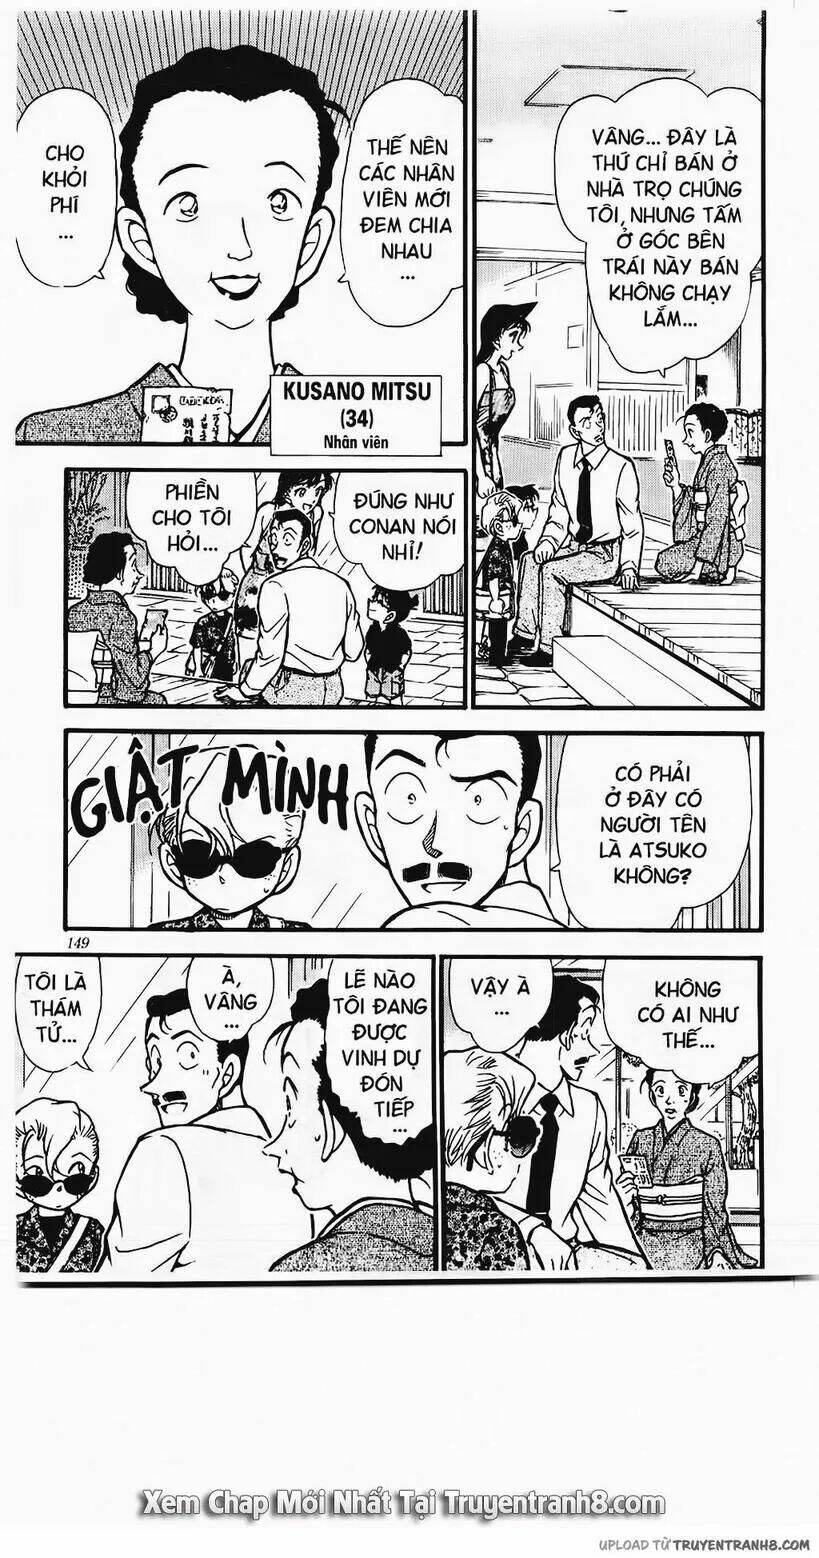 VÂNG... ĐÂY LÀ
THỨ CHỈ BÁN Ở
NHÀ TRỌ CHÚNG
TÔI, NHƯNG TẤM
Ở GÓC BÊN
TRÁI NÀY BÁN
KHÔNG CHẠY
LẮM...
THẾ NÊN
CÁC NHÂN
VIÊN MỚI
ĐEM CHIA
NHAU
...
CHO
KHỎI
PHÍ
...
KUSANO MITSU
(34)
Nhân viên
ĐÚNG NHƯ
CONAN NÓI
NHỈ!
PHIỀN
CHO TÔI
HỎI...
CÓ PHẢI
Ở ĐÂY CÓ
NGƯỜI TÊN
LÀ ATSUKO
KHÔNG?
GIẬT MÌNH
149
KHÔNG
CÓ AI NHƯ
THẾ...
VẬY À
...
LẼ NÀO
TÔI ĐANG
ĐƯỢC
VINH DỰ
ĐÓN
TIẾP
...
À,
VÂNG
...
TÔI LÀ
THÁM
TỬ...
Xem Chap Mới Nhất Tại Truyentranh8.com
UPLOAD TỪ TRUYENTRANH8.COM